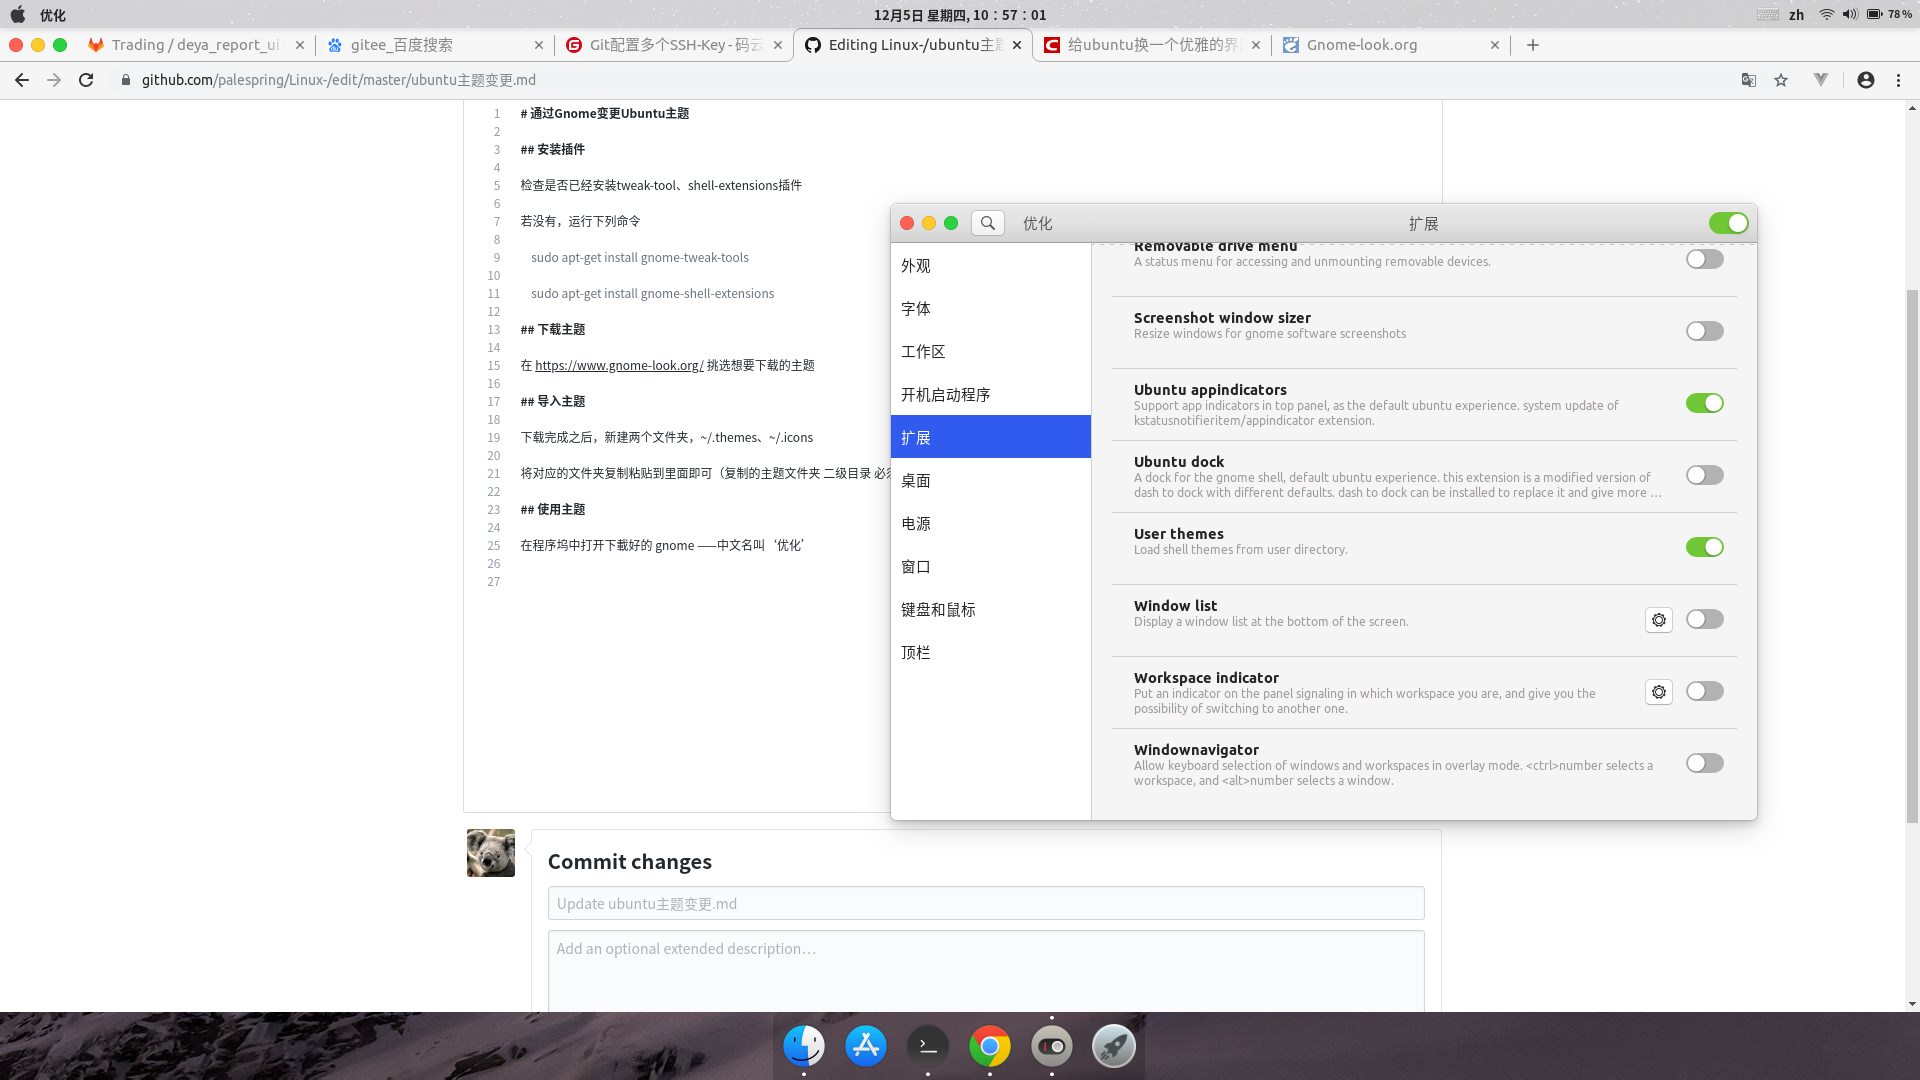 优化
12月5日 星期四, 10：57：01
zh
78 %
Trading / deya_report_ui
gitee_百度搜索
Git配置多个SSH-Key - 码云
Editing Linux-/ubuntu主题
给ubuntu换一个优雅的界
Gnome-look.org
github.com/palespring/Linux-/edit/master/ubuntu主题变更.md
1 # 通过Gnome变更Ubuntu主题
2
3 ## 安装插件
4
5 检查是否已经安装tweak-tool、shell-extensions插件
6
7 若没有，运行下列命令
8
9 sudo apt-get install gnome-tweak-tools
10
11 sudo apt-get install gnome-shell-extensions
12
13 ## 下载主题
14
15 在 https://www.gnome-look.org/ 挑选想要下载的主题
16
17 ## 导入主题
18
19 下载完成之后，新建两个文件夹，~/.themes、~/.icons
20
21 将对应的文件夹复制粘贴到里面即可（复制的主题文件夹 二级目录 必须
22
23 ## 使用主题
24
25 在程序坞中打开下载好的 gnome ——中文名叫‘优化’
26
27
优化
扩展
外观
字体
工作区
开机启动程序
扩展
桌面
电源
窗口
键盘和鼠标
顶栏
Removable drive menu
A status menu for accessing and unmounting removable devices.
Screenshot window sizer
Resize windows for gnome software screenshots
Ubuntu appindicators
Support app indicators in top panel, as the default ubuntu experience. system update of
kstatusnotifieritem/appindicator extension.
Ubuntu dock
A dock for the gnome shell, default ubuntu experience. this extension is a modified version of
dash to dock with different defaults. dash to dock can be installed to replace it and give more …
User themes
Load shell themes from user directory.
Window list
Display a window list at the bottom of the screen.
Workspace indicator
Put an indicator on the panel signaling in which workspace you are, and give you the
possibility of switching to another one.
Windownavigator
Allow keyboard selection of windows and workspaces in overlay mode. <ctrl>number selects a
workspace, and <alt>number selects a window.
Commit changes
Update ubuntu主题变更.md
Add an optional extended description…